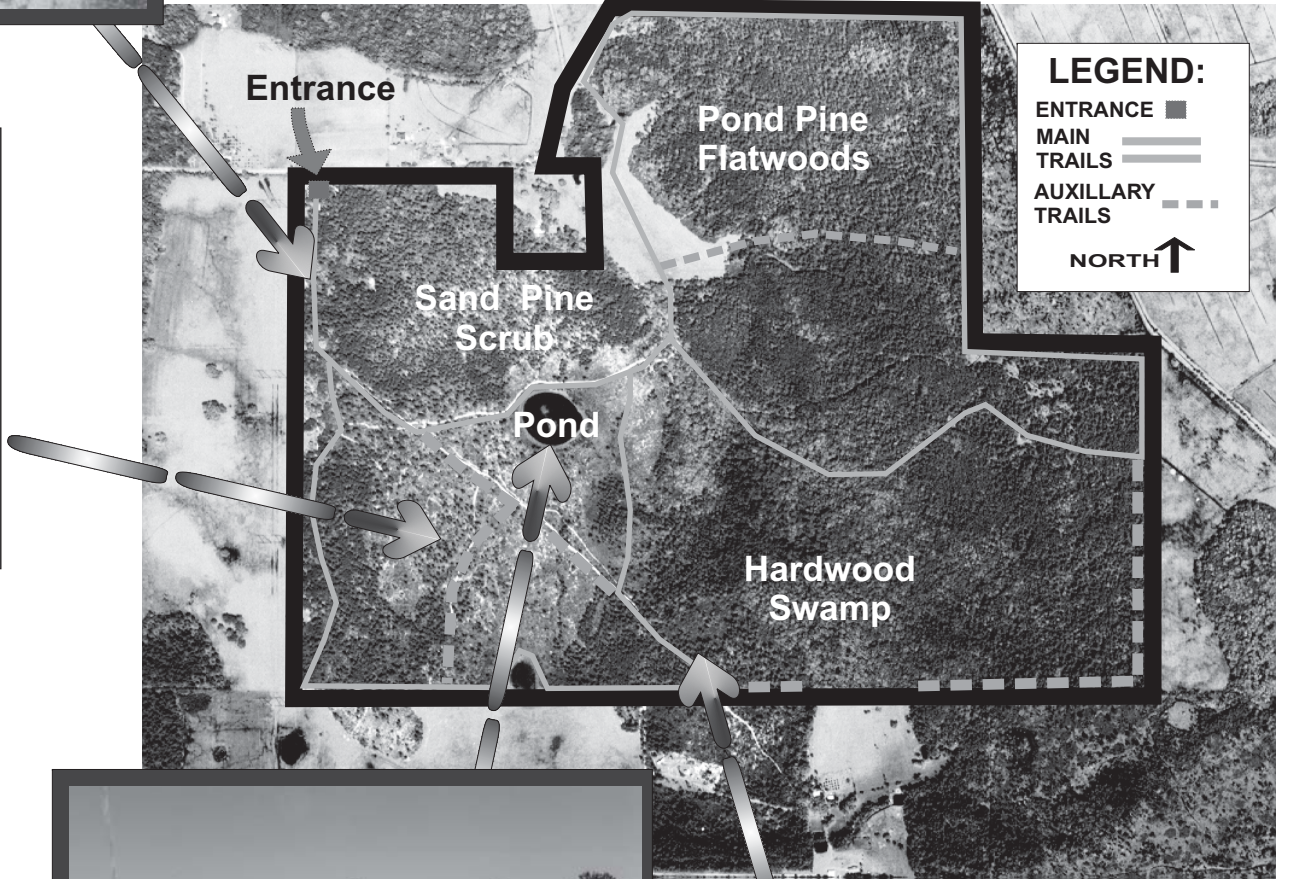 Entrance
Pond Pine
Flatwoods
Sand Pine
Scrub
Pond
Hardwood
Swamp
LEGEND:
ENTRANCE
MAIN
TRAILS
AUXILLARY
TRAILS
NORTH